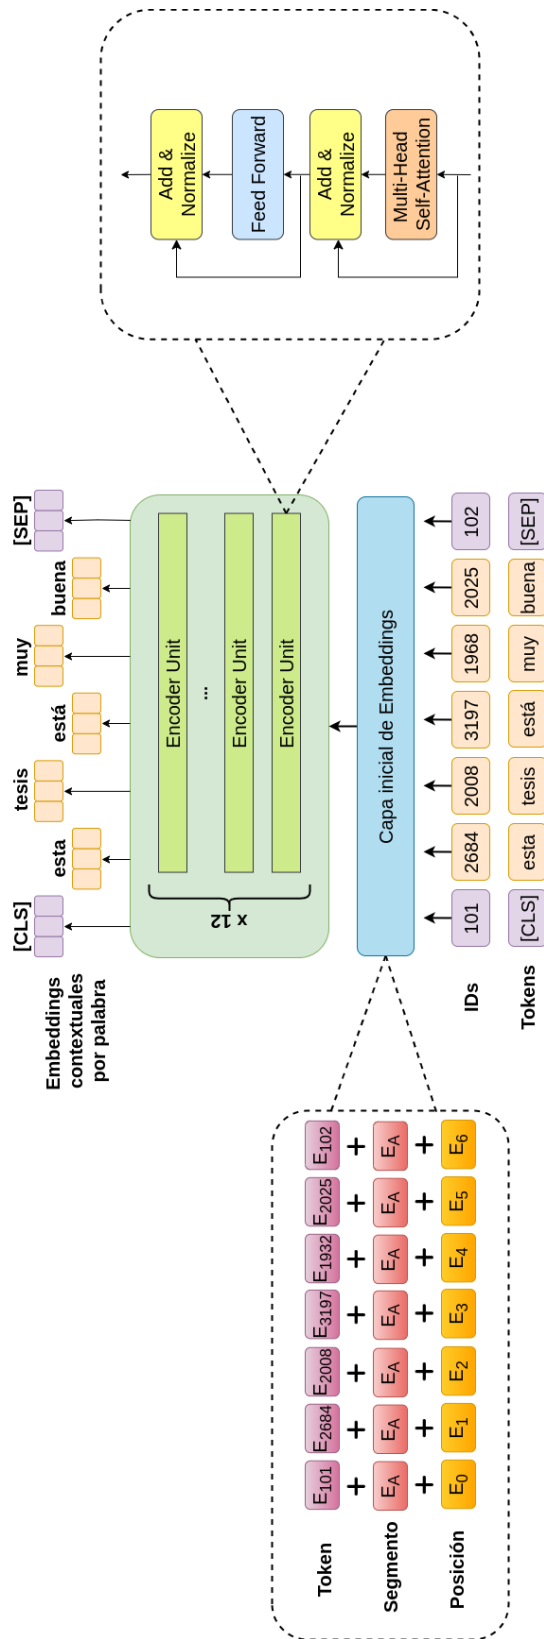 Embeddings
contextuales
por palabra
[CLS]
esta
tesis
está
muy
buena
[SEP]
x 12
Encoder Unit
...
Encoder Unit
Encoder Unit
Capa inicial de Embeddings
IDs
101
2684
2008
3197
1968
2025
102
Tokens
[CLS]
esta
tesis
está
muy
buena
[SEP]
Token
E101
E2684
E2008
E3197
E1932
E2025
E102
+ + + + + + +
Segmento
EA
EA
EA
EA
EA
EA
EA
+ + + + + + +
Posición
E0
E1
E2
E3
E4
E5
E6
Add &
Normalize
Feed Forward
Add &
Normalize
Multi-Head
Self-Attention